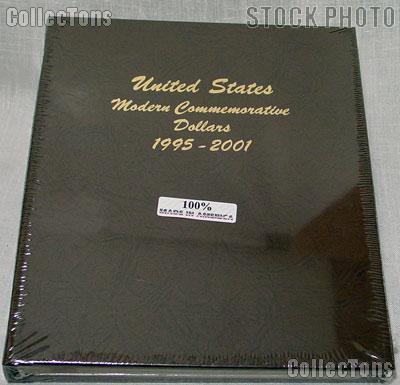 CollecTons
STOCK PHOTO
United States
Modern Commemorative
Dollars
1995-2001
100%
MADE IN AMERICA
CollecTons
CollecTons